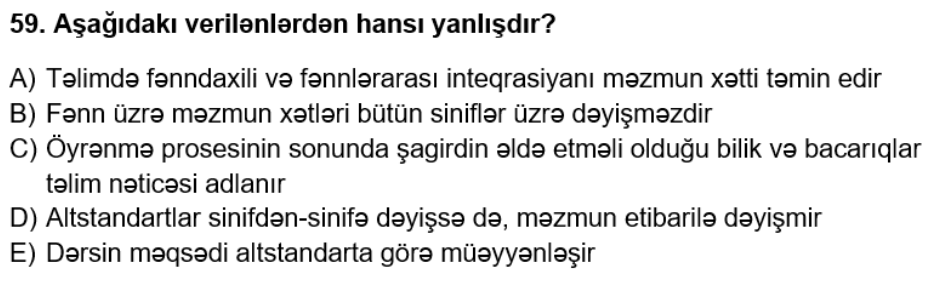 59. Aşağıdakı verilənlərdən hansı yanlışdır?
A) Təlimdə fənndaxili və fənnlərarası inteqrasiyanı məzmun xətti təmin edir
B) Fənn üzrə məzmun xətləri bütün siniflər üzrə dəyişməzdir
C) Öyrənmə prosesinin sonunda şagirdin əldə etməli olduğu bilik və bacarıqlar
təlim nəticəsi adlanır
D) Altstandartlar sinifdən-sinifə dəyişsə də, məzmun etibarilə dəyişmir
E) Dərsin məqsədi altstandarta görə müəyyənləşir